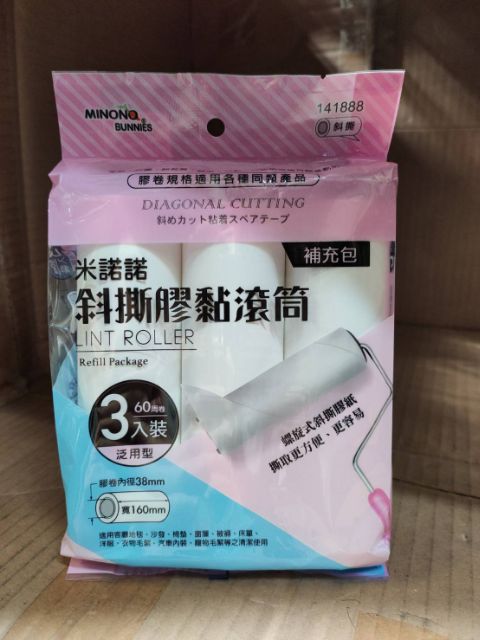 MINONO
BUNNIES
141888
斜撕
膠卷規格適用各種同類產品
DIAGONAL CUTTING
斜めカット粘着スペアテープ
補充包
米諾諾
斜撕膠黏滾筒
LINT ROLLER
Refill Package
60周卷
3入裝
泛用型
螺旋式斜撕膠紙
撕取更方便、更容易
膠卷內徑38mm
寬160mm
適用客廳地毯、沙發、椅墊、窗簾、被褥、床單、
洋服、衣物毛絮、汽車內裝、寵物毛絮等之清潔使用